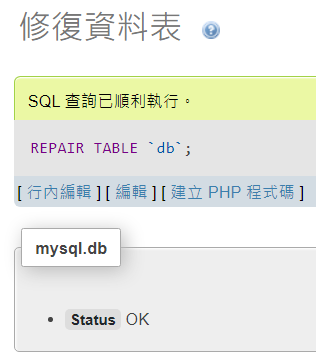 修復資料表
SQL 查詢已順利執行。
REPAIR TABLE `db`;
[ 行內編輯 ] [ 編輯 ] [ 建立 PHP 程式碼 ]
mysql.db
Status OK